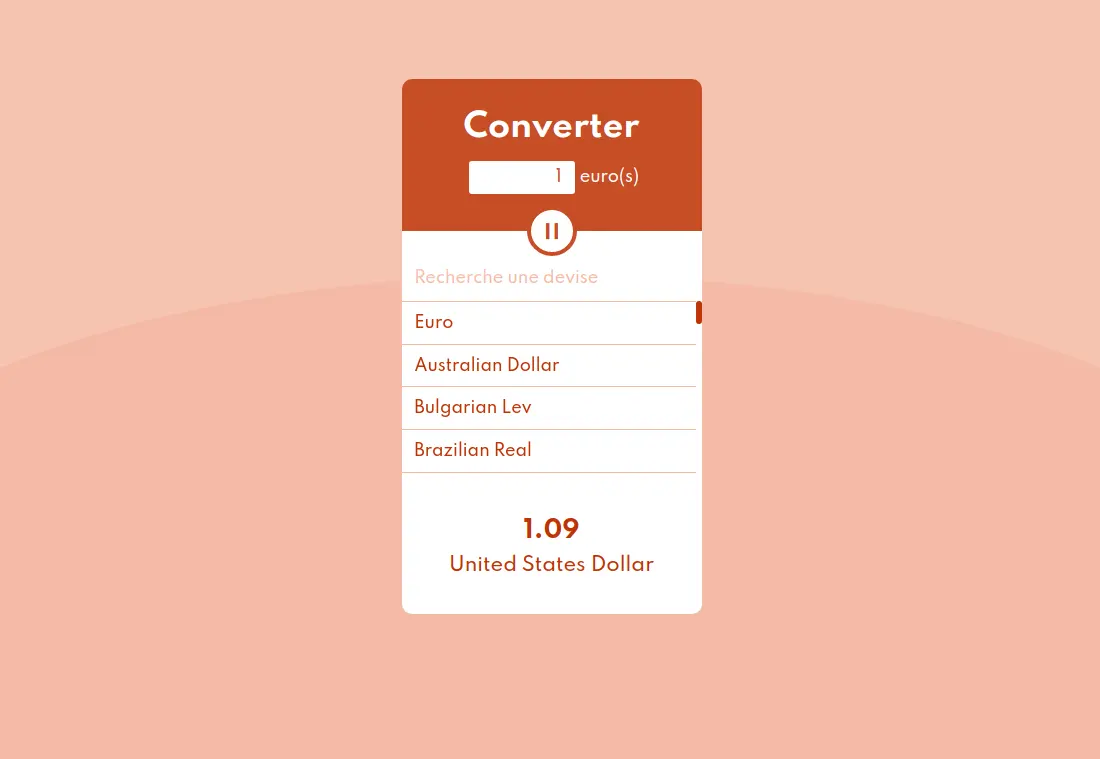 Converter
1 euro(s)
Recherche une devise
Euro
Australian Dollar
Bulgarian Lev
Brazilian Real
1.09
United States Dollar